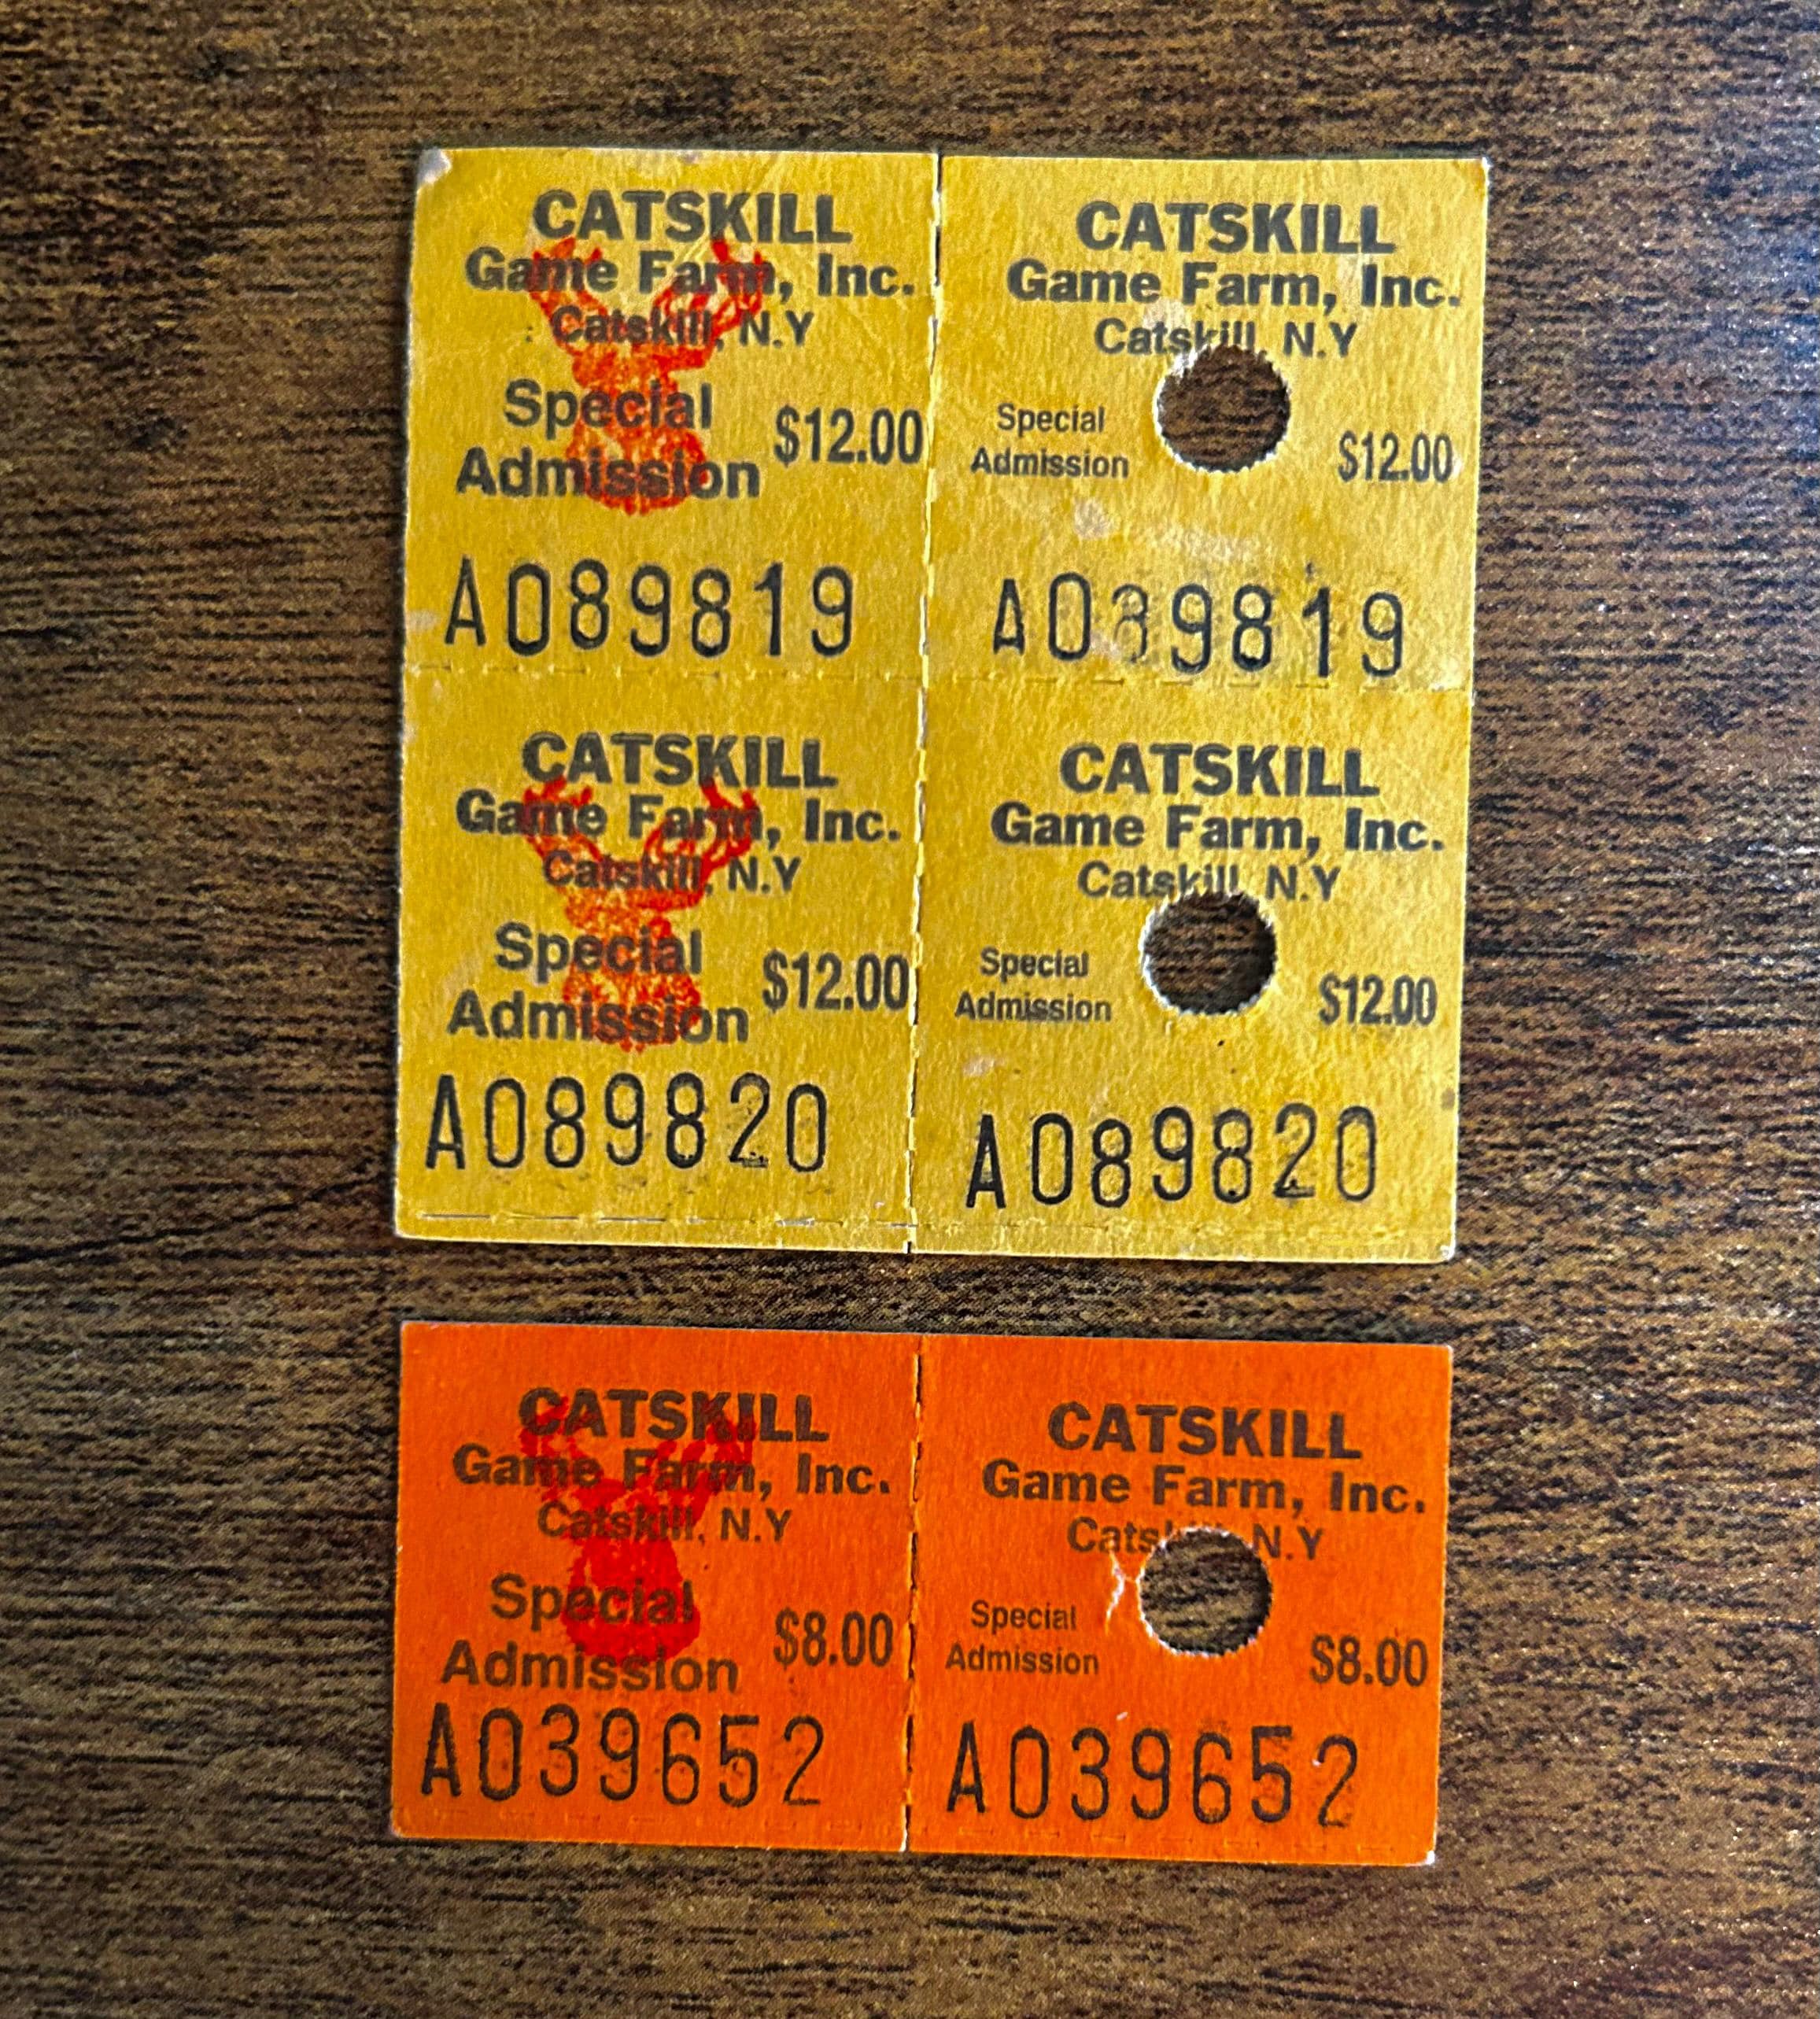 CATSKILL
Game Farm, Inc.
Catskill, N.Y
Special
Admission $12.00
A089819
CATSKILL
Game Farm, Inc.
Catskill, N.Y
Special
Admission $12.00
A089819
CATSKILL
Game Farm, Inc.
Catskill, N.Y
Special
Admission $12.00
A089820
CATSKILL
Game Farm, Inc.
Catskill, N.Y
Special
Admission $12.00
A089820
CATSKILL
Game Farm, Inc.
Catskill, N.Y
Special
Admission $8.00
A039652
CATSKILL
Game Farm, Inc.
Catskill, N.Y
Special
Admission $8.00
A039652